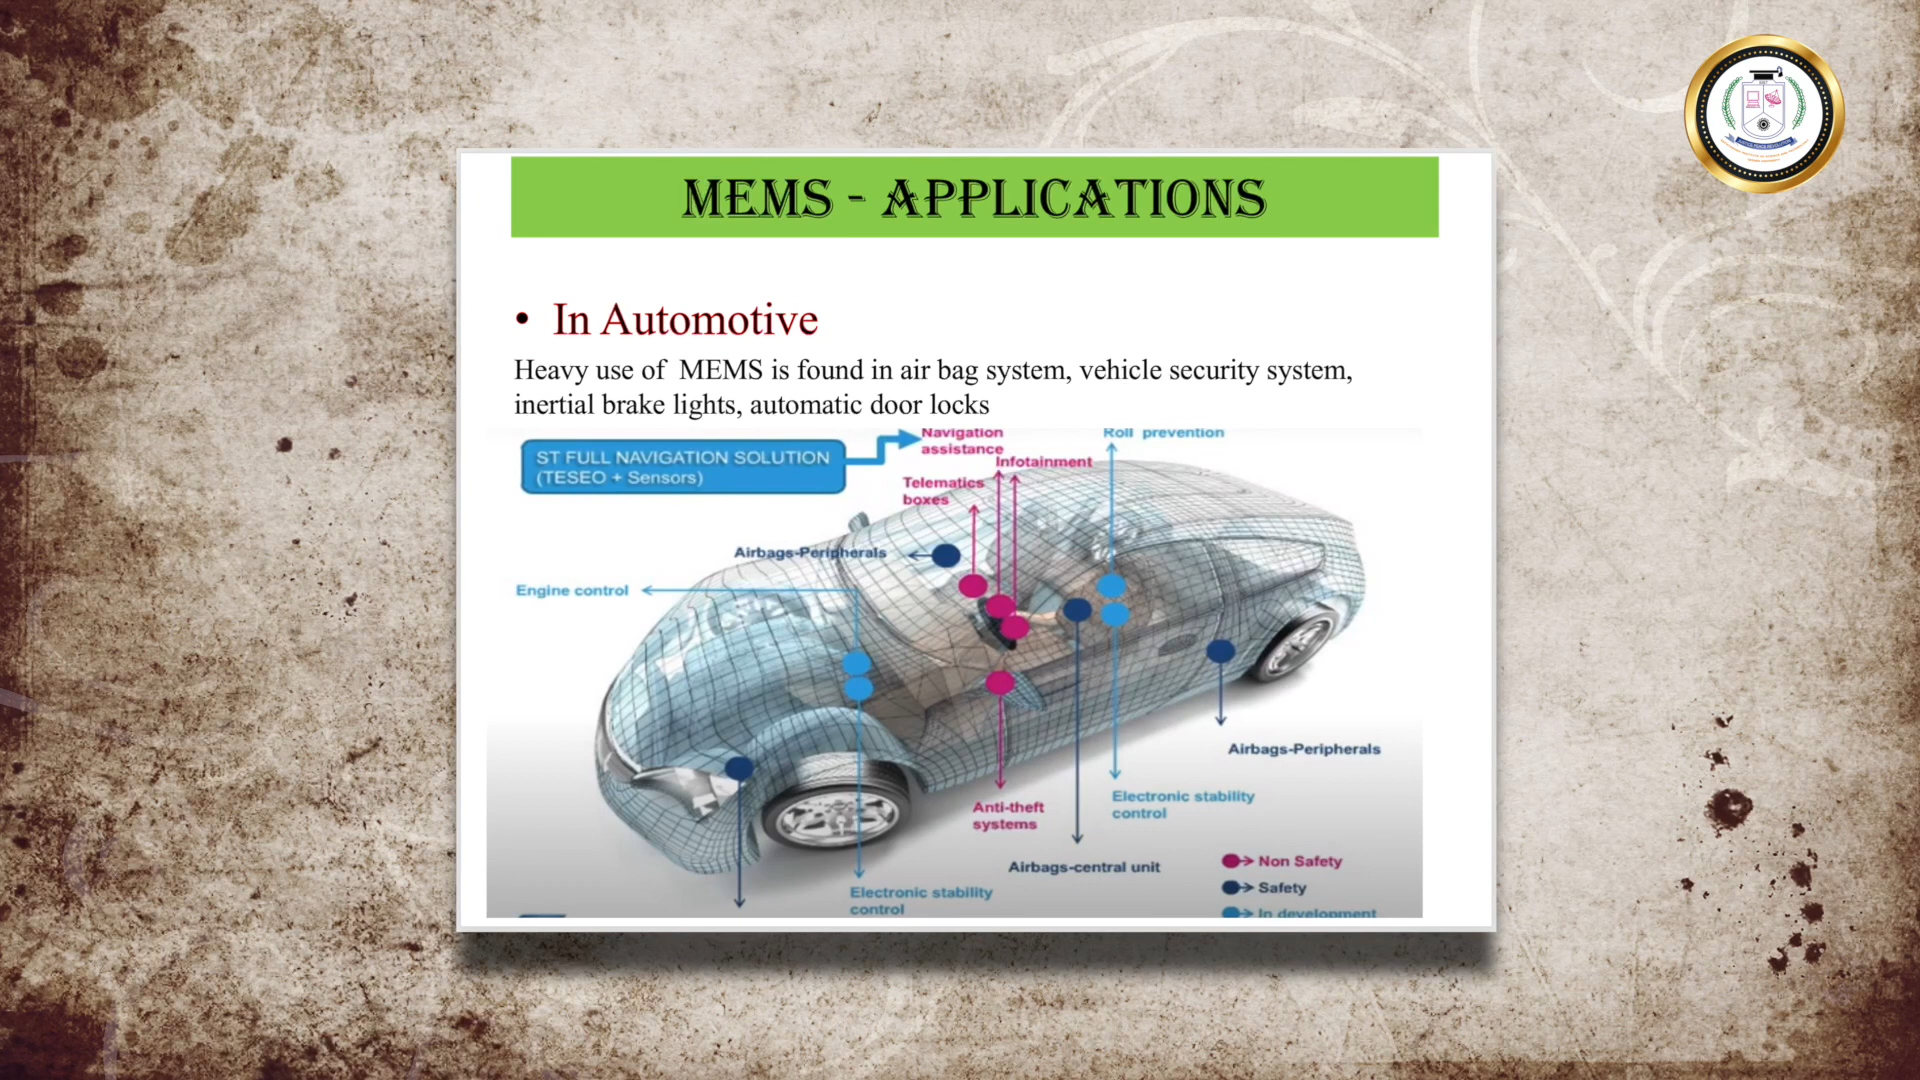 MEMS - APPLICATIONS
• In Automotive
Heavy use of MEMS is found in air bag system, vehicle security system,
inertial brake lights, automatic door locks
ST FULL NAVIGATION SOLUTION
(TESEO + Sensors)
Navigation
assistance
Roll prevention
Infotainment
Telematics
boxes
Airbags-Peripherals
Engine control
Airbags-Peripherals
Electronic stability
control
Anti-theft
systems
Airbags-central unit
Electronic stability
control
Non Safety
Safety
In development